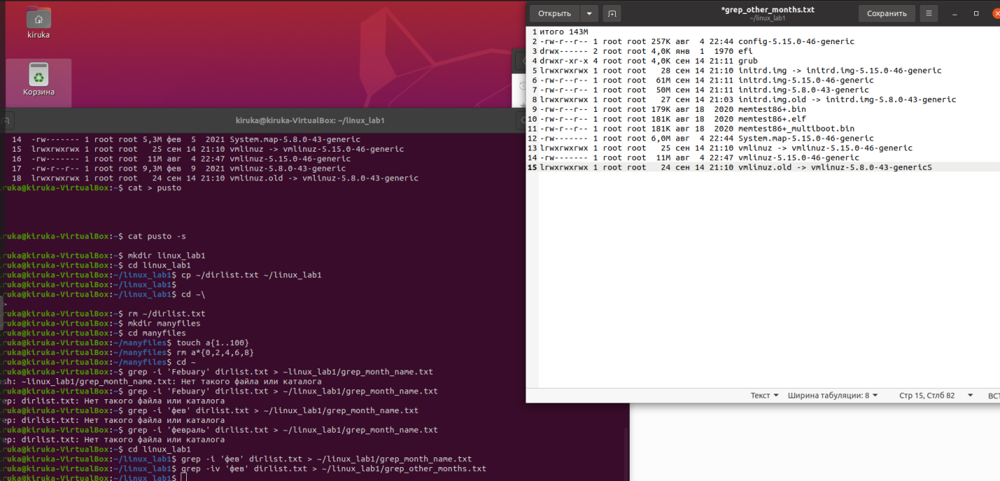 kiruka
Корзина
kiruka@kiruka-VirtualBox: ~/linux_lab1
14 -rw------- 1 root root 5,3M фев 5 2021 System.map-5.8.0-43-generic
15 lrwxrwxrwx 1 root root 25 сен 14 21:10 vmlinuz -> vmlinuz-5.15.0-46-generic
16 -rw------- 1 root root 11M авг 4 22:47 vmlinuz-5.15.0-46-generic
17 -rw-r--r-- 1 root root 9,3M фев 9 2021 vmlinuz-5.8.0-43-generic
18 lrwxrwxrwx 1 root root 24 сен 14 21:10 vmlinuz.old -> vmlinuz-5.8.0-43-generic
ruka@kiruka-VirtualBox:~$ cat > pusto
ruka@kiruka-VirtualBox:~$ cat pusto -s
ruka@kiruka-VirtualBox:~$ mkdir linux_lab1
ruka@kiruka-VirtualBox:~$ cd linux_lab1
ruka@kiruka-VirtualBox:~/linux_lab1$ cp ~/dirlist.txt ~/linux_lab1
ruka@kiruka-VirtualBox:~/linux_lab1$
ruka@kiruka-VirtualBox:~/linux_lab1$ cd ~\
>
ruka@kiruka-VirtualBox:~$ rm ~/dirlist.txt
ruka@kiruka-VirtualBox:~$ mkdir manyfiles
ruka@kiruka-VirtualBox:~$ cd manyfiles
ruka@kiruka-VirtualBox:~/manyfiles$ touch a{1..100}
ruka@kiruka-VirtualBox:~/manyfiles$ rm a*{0,2,4,6,8}
ruka@kiruka-VirtualBox:~/manyfiles$ cd ~
ruka@kiruka-VirtualBox:~$ grep -i 'Febuary' dirlist.txt > ~linux_lab1/grep_month_name.txt
sh: ~linux_lab1/grep_month_name.txt: Нет такого файла или каталога
ruka@kiruka-VirtualBox:~$ grep -i 'Febuary' dirlist.txt > ~/linux_lab1/grep_month_name.txt
ep: dirlist.txt: Нет такого файла или каталога
ruka@kiruka-VirtualBox:~$ grep -i 'фев' dirlist.txt > ~/linux_lab1/grep_month_name.txt
ep: dirlist.txt: Нет такого файла или каталога
ruka@kiruka-VirtualBox:~$ grep -i 'февраль' dirlist.txt > ~/linux_lab1/grep_month_name.txt
ep: dirlist.txt: Нет такого файла или каталога
ruka@kiruka-VirtualBox:~$ cd linux_lab1
ruka@kiruka-VirtualBox:~/linux_lab1$ grep -i 'фев' dirlist.txt > ~/linux_lab1/grep_month_name.txt
ruka@kiruka-VirtualBox:~/linux_lab1$ grep -iv 'фев' dirlist.txt > ~/linux_lab1/grep_other_months.txt
ruka@kiruka-VirtualBox:~/linux_lab1$
Открыть *grep_other_months.txt Сохранить
~/linux_lab1
1 итого 143M
2 -rw-r--r-- 1 root root 257K авг 4 22:44 config-5.15.0-46-generic
3 drwx------ 2 root root 4,0K янв 1 1970 efi
4 drwxr-xr-x 4 root root 4,0K сен 14 21:11 grub
5 lrwxrwxrwx 1 root root 28 сен 14 21:10 initrd.img -> initrd.img-5.15.0-46-generic
6 -rw-r--r-- 1 root root 61M сен 14 21:11 initrd.img-5.15.0-46-generic
7 -rw-r--r-- 1 root root 50M сен 14 21:11 initrd.img-5.8.0-43-generic
8 lrwxrwxrwx 1 root root 27 сен 14 21:03 initrd.img.old -> initrd.img-5.8.0-43-generic
9 -rw-r--r-- 1 root root 179K авг 18 2020 memtest86+.bin
10 -rw-r--r-- 1 root root 181K авг 18 2020 memtest86+.elf
11 -rw-r--r-- 1 root root 181K авг 18 2020 memtest86+_multiboot.bin
12 -rw------- 1 root root 6,0M авг 4 22:44 System.map-5.15.0-46-generic
13 lrwxrwxrwx 1 root root 25 сен 14 21:10 vmlinuz -> vmlinuz-5.15.0-46-generic
14 -rw------- 1 root root 11M авг 4 22:47 vmlinuz-5.15.0-46-generic
15 lrwxrwxrwx 1 root root 24 сен 14 21:10 vmlinuz.old -> vmlinuz-5.8.0-43-genericS
Текст Ширина табуляции: 8 Стр 15, Стлб 82 ВСТ